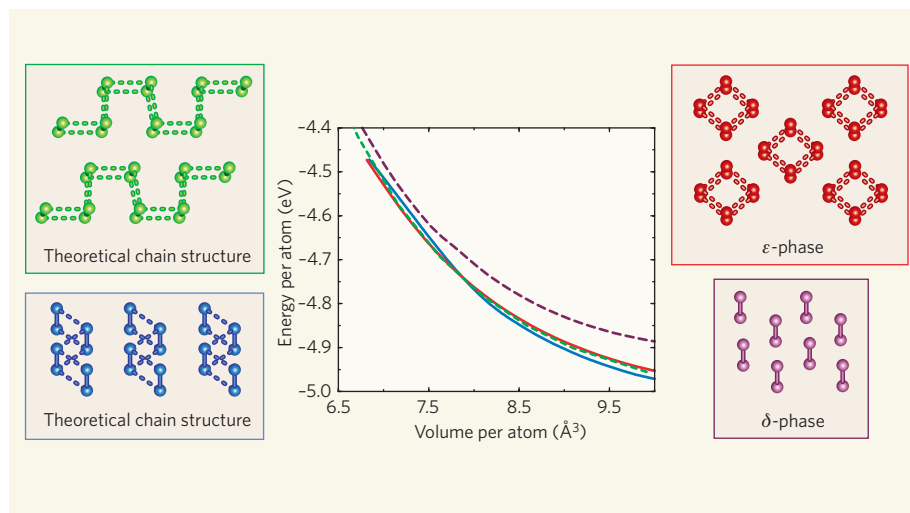 Theoretical chain structure
Theoretical chain structure
Energy per atom (eV)
–4.4
–4.5
–4.6
–4.7
–4.8
–4.9
–5.0
6.5
7.5
8.5
9.5
Volume per atom (Å³)
ε-phase
δ-phase